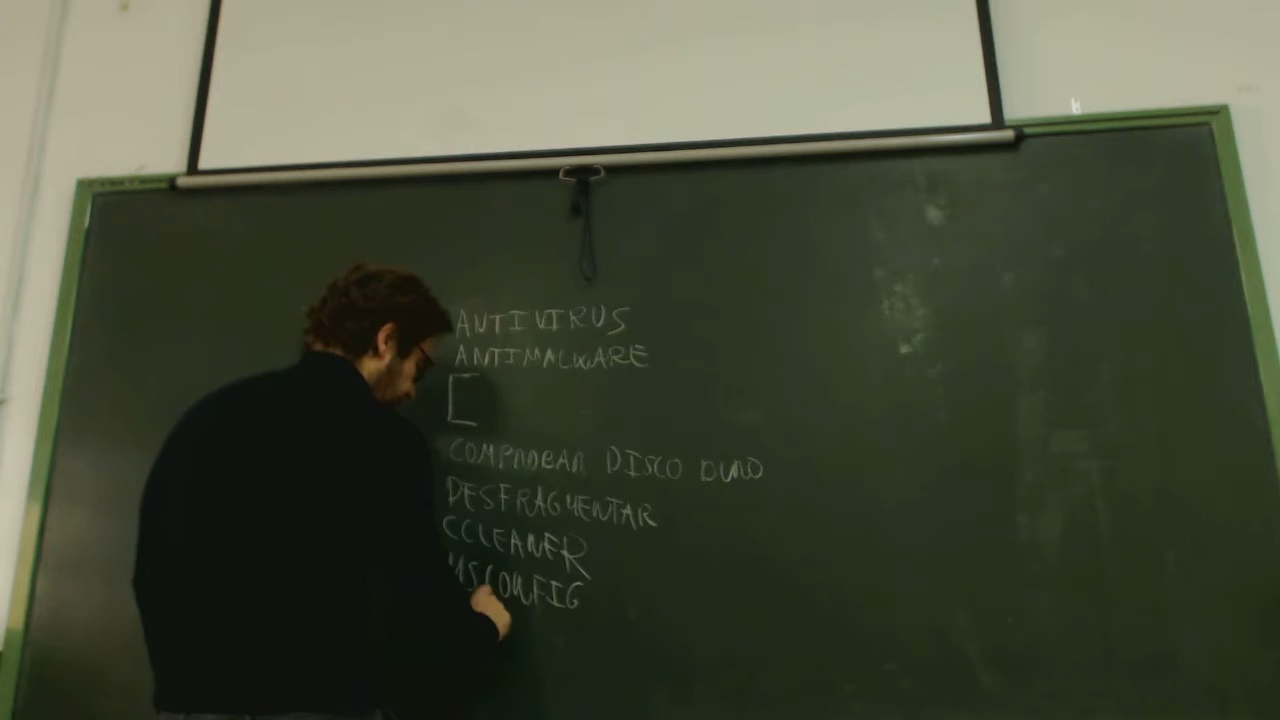 ANTIVIRUS
ANTIMALWARE
[
COMPROBAR DISCO DURO
DESFRAGMENTAR
CCLEANER
MSCONFIG